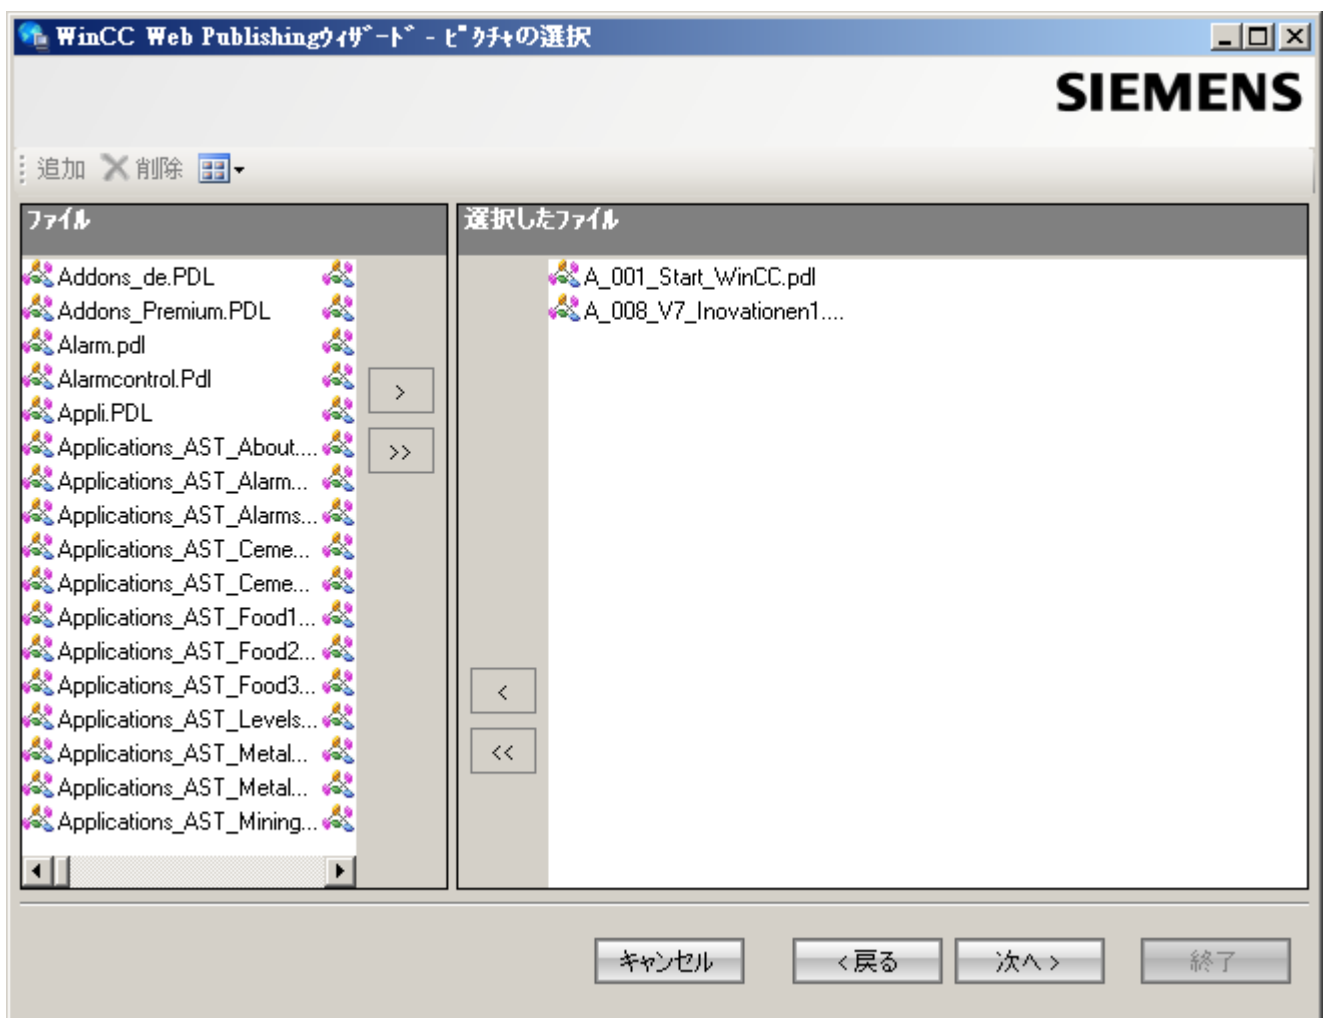 WinCC Web Publishingウィザード - ピクチャの選択
SIEMENS
追加 削除
ファイル
Addons_de.PDL
Addons_Premium.PDL
Alarm.pdl
Alarmcontrol.Pdl
Appli.PDL
Applications_AST_About....
Applications_AST_Alarm...
Applications_AST_Alarms...
Applications_AST_Ceme...
Applications_AST_Ceme...
Applications_AST_Food1...
Applications_AST_Food2...
Applications_AST_Food3...
Applications_AST_Levels...
Applications_AST_Metal...
Applications_AST_Metal...
Applications_AST_Mining...
>
>>
選択したファイル
A_001_Start_WinCC.pdl
A_008_V7_Inovationen1....
<
<<
キャンセル
<戻る
次へ>
終了